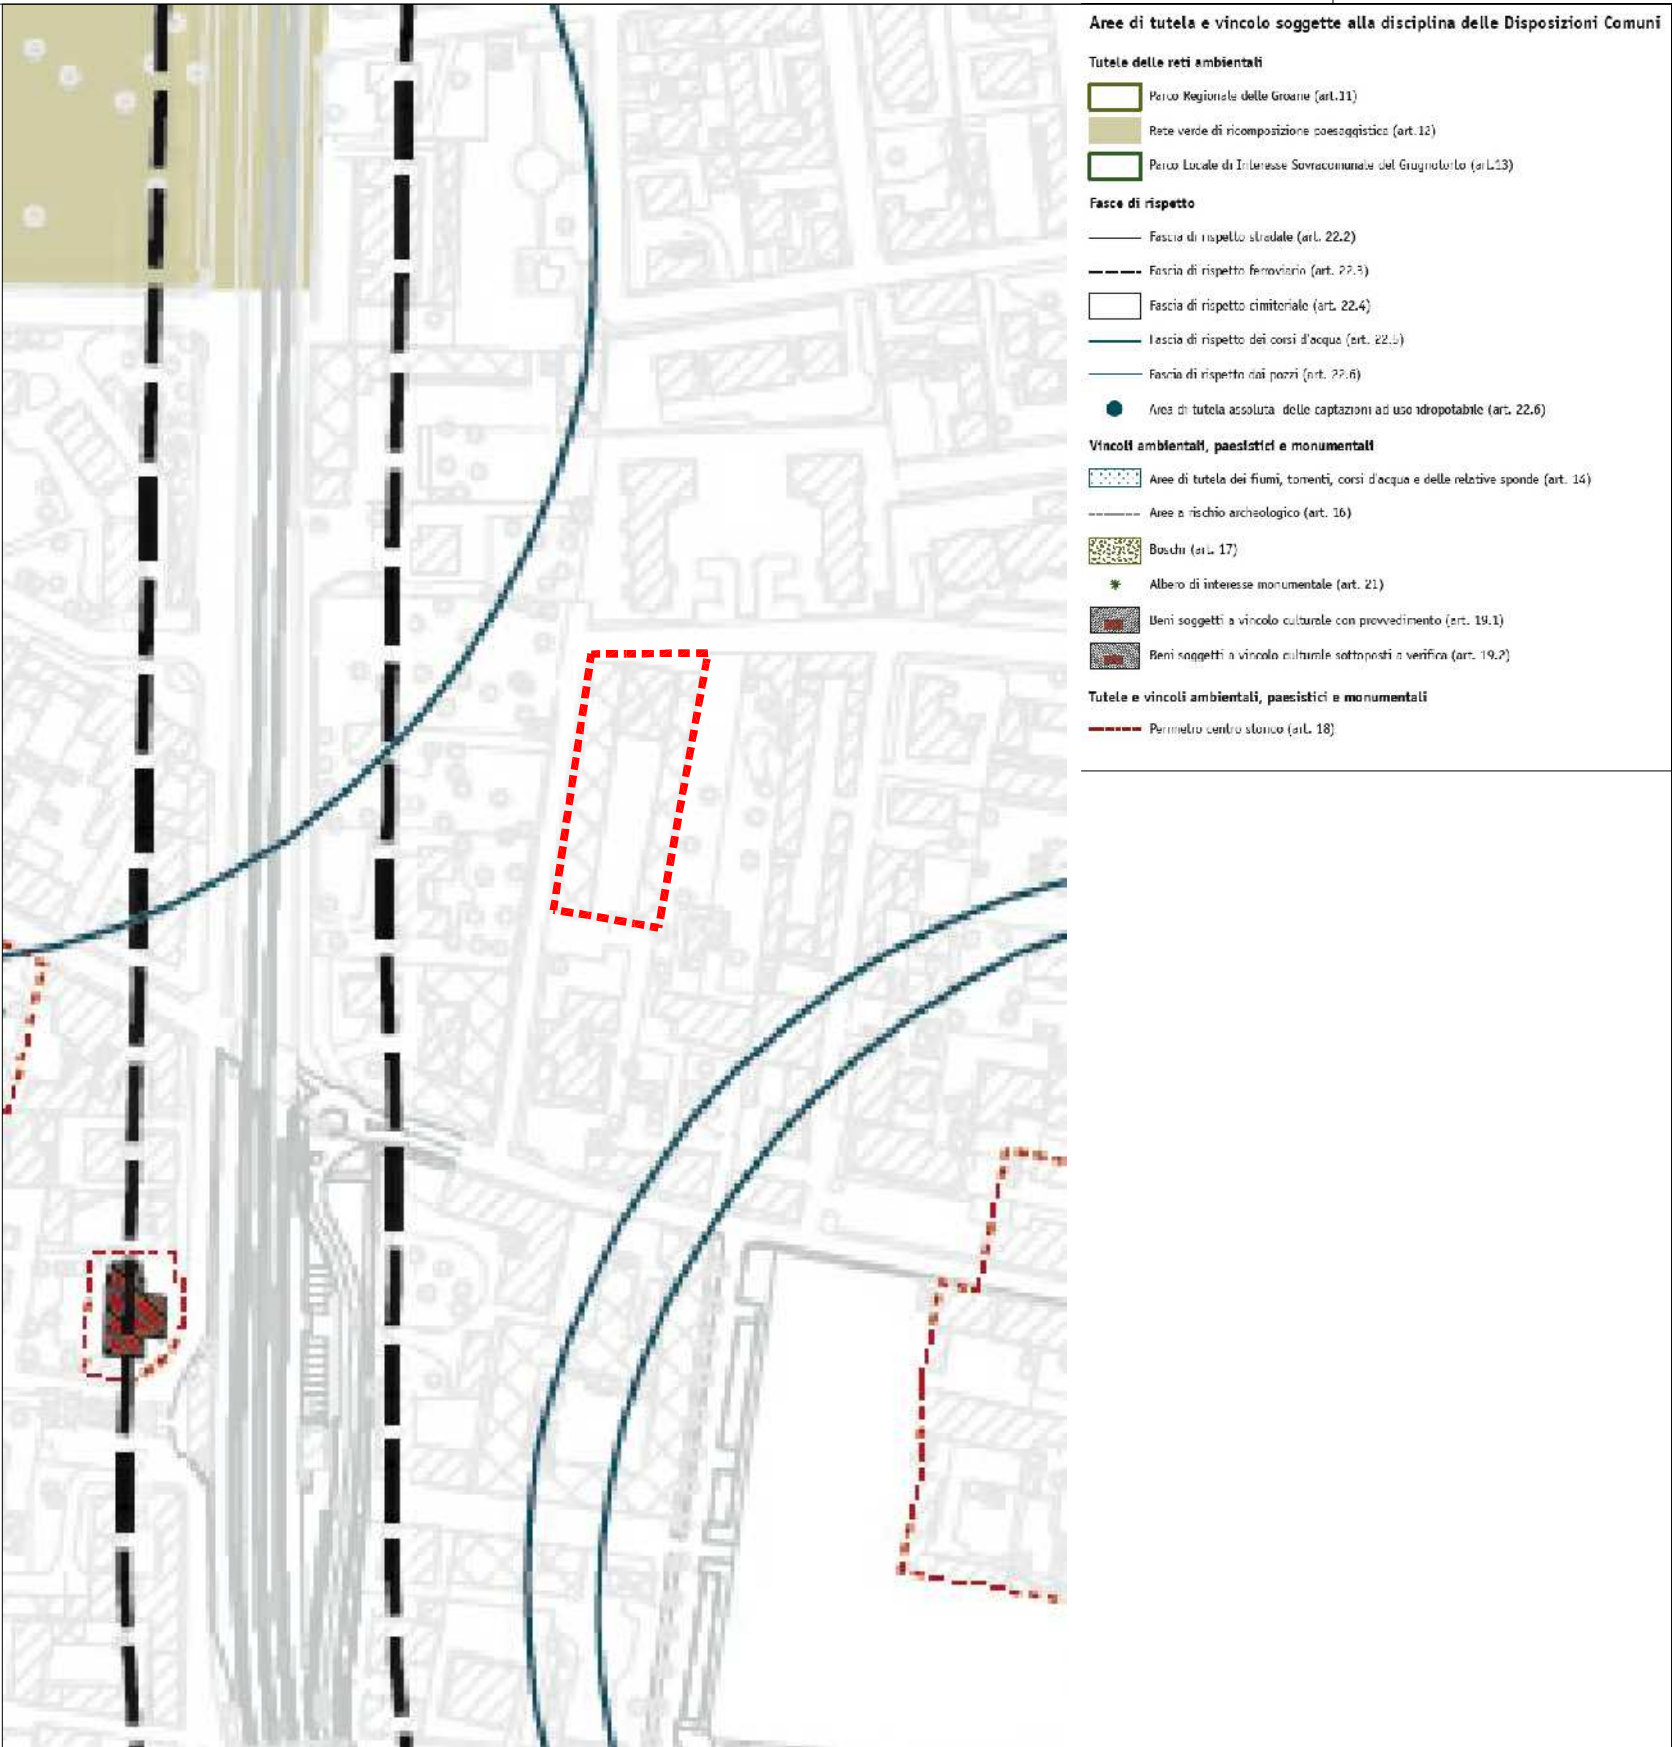 Aree di tutela e vincolo soggette alla disciplina delle Disposizioni Comuni
Tutele delle reti ambientali
Parco Regionale delle Groane (art.11)
Rete verde di ricomposizione paesaggistica (art.12)
Parco Locale di Interesse Sovracomunale del Grugnotorto (art.13)
Fasce di rispetto
Fascia di rispetto stradale (art. 22.2)
Fascia di rispetto ferroviario (art. 22.3)
Fascia di rispetto cimiteriale (art. 22.4)
Fascia di rispetto dei corsi d'acqua (art. 22.5)
Fascia di rispetto dai pozzi (art. 22.6)
Area di tutela assoluta delle captazioni ad uso idropotabile (art. 22.6)
Vincoli ambientali, paesistici e monumentali
Aree di tutela dei fiumi, torrenti, corsi d'acqua e delle relative sponde (art. 14)
Aree a rischio archeologico (art. 16)
Boschi (art. 17)
Albero di interesse monumentale (art. 21)
Beni soggetti a vincolo culturale con provvedimento (art. 19.1)
Beni soggetti a vincolo culturale sottoposti a verifica (art. 19.2)
Tutele e vincoli ambientali, paesistici e monumentali
Perimetro centro storico (art. 18)